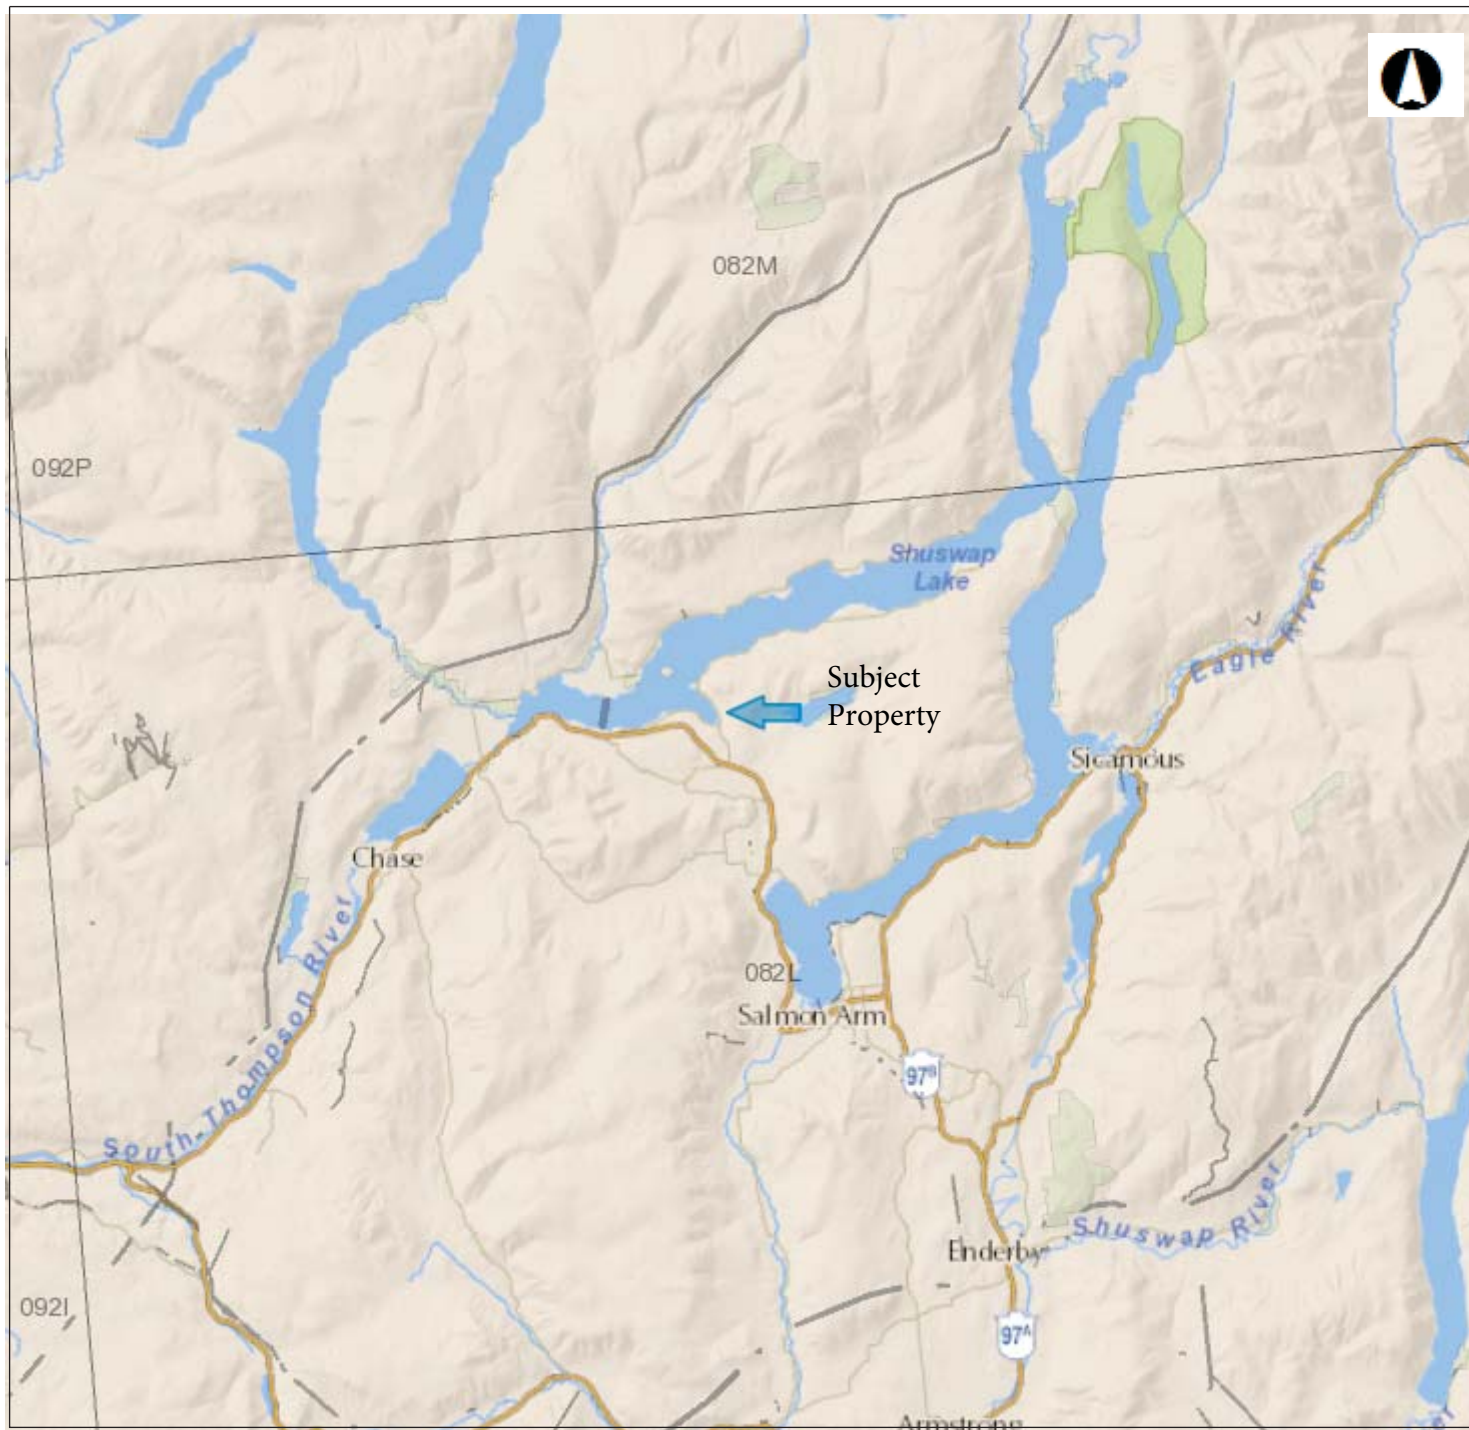 082M
092P
Shuswap
Lake
Subject
Property
Eagle River
Sicamous
Chase
South Thompson River
082L
Salmon Arm
97B
Shuswap River
Enderby
092I
97A
Armstrong